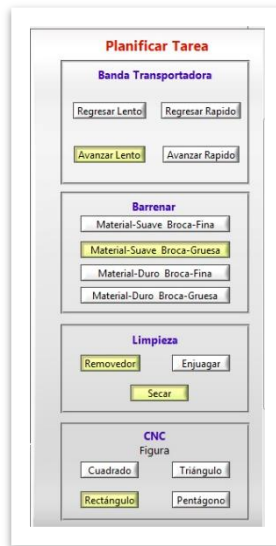 Planificar Tarea
Banda Transportadora
Regresar Lento Regresar Rapido
Avanzar Lento Avanzar Rapido
Barrenar
Material-Suave Broca-Fina
Material-Suave Broca-Gruesa
Material-Duro Broca-Fina
Material-Duro Broca-Gruesa
Limpieza
Removedor Enjuagar
Secar
CNC
Figura
Cuadrado Triángulo
Rectángulo Pentágono